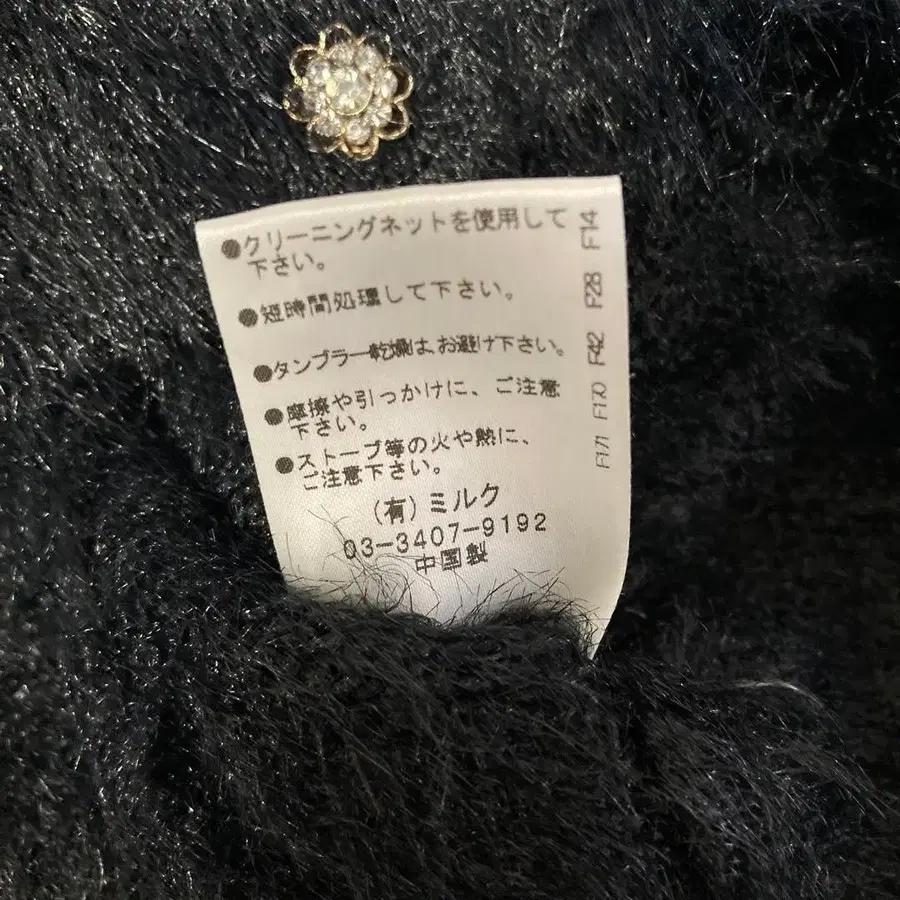 ●クリーニングネットを使用して
下さい。
●短時間処理して下さい。
●タンブラー乾燥は、お避け下さい。
●摩擦や引っかけに、ご注意
下さい。
●ストーブ等の火や熱に、
ご注意下さい。
(有)ミルク
03-3407-9192
中国製
F14
F28
F42